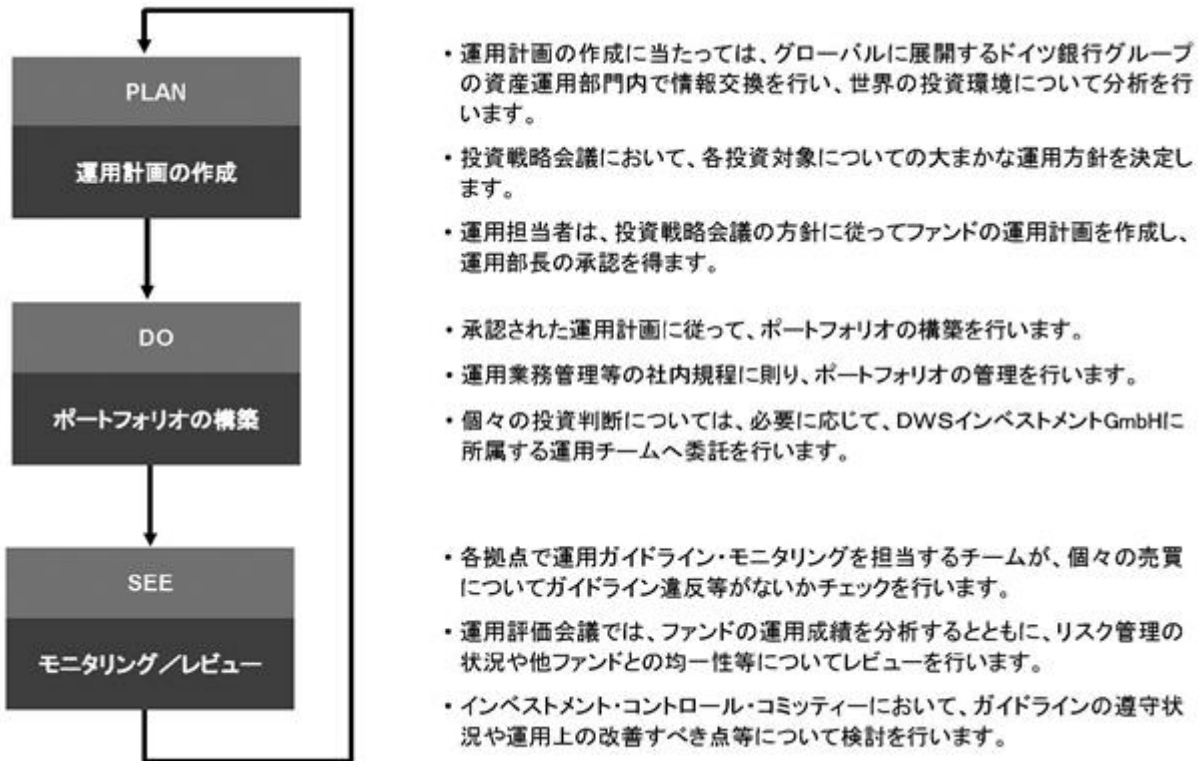 PLAN
運用計画の作成
・運用計画の作成に当たっては、グローバルに展開するドイツ銀行グループ
の資産運用部門内で情報交換を行い、世界の投資環境について分析を行
います。
・投資戦略会議において、各投資対象についての大まかな運用方針を決定し
ます。
・運用担当者は、投資戦略会議の方針に従ってファンドの運用計画を作成し、
運用部長の承認を得ます。
DO
ポートフォリオの構築
・承認された運用計画に従って、ポートフォリオの構築を行います。
・運用業務管理等の社内規程に則り、ポートフォリオの管理を行います。
・個々の投資判断については、必要に応じて、DWSインベストメントGmbHに
所属する運用チームへ委託を行います。
SEE
モニタリング／レビュー
・各拠点で運用ガイドライン・モニタリングを担当するチームが、個々の売買
についてガイドライン違反等がないかチェックを行います。
・運用評価会議では、ファンドの運用成績を分析するとともに、リスク管理の
状況や他ファンドとの均一性等についてレビューを行います。
・インベストメント・コントロール・コミッティーにおいて、ガイドラインの遵守状
況や運用上の改善すべき点等について検討を行います。